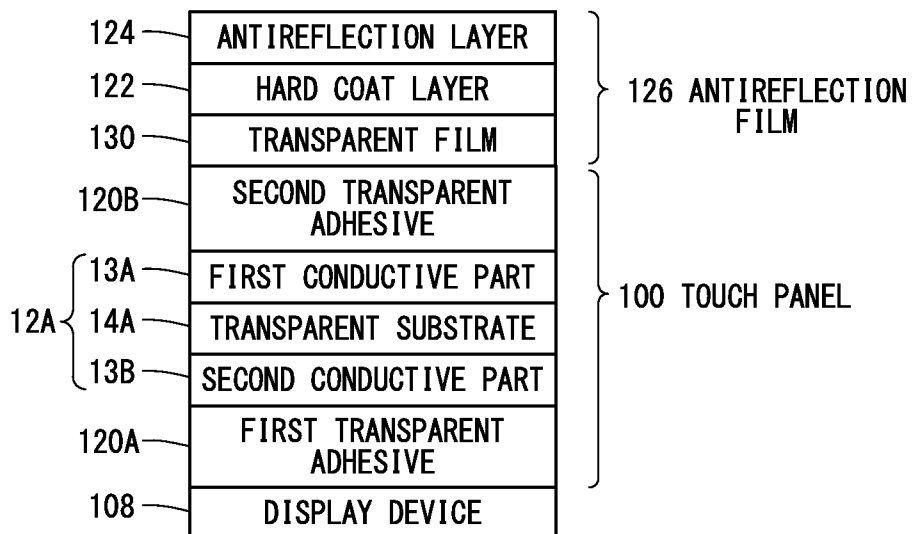 124 ANTIREFLECTION LAYER
122 HARD COAT LAYER
126 ANTIREFLECTION
FILM
130 TRANSPARENT FILM
120B SECOND TRANSPARENT
ADHESIVE
13A FIRST CONDUCTIVE PART
100 TOUCH PANEL
12A 14A TRANSPARENT SUBSTRATE
13B SECOND CONDUCTIVE PART
120A FIRST TRANSPARENT
ADHESIVE
108 DISPLAY DEVICE